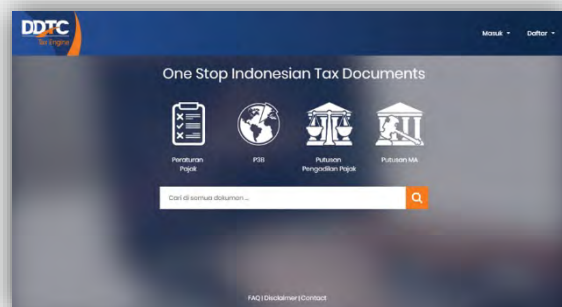 DDTC
Tax Engine
Masuk
Daftar
One Stop Indonesian Tax Documents
Peraturan
Pajak
P3B
Putusan
Pengadilan Pajak
Putusan MA
Cari di semua dokumen ...
FAQ | Disclaimer | Contact